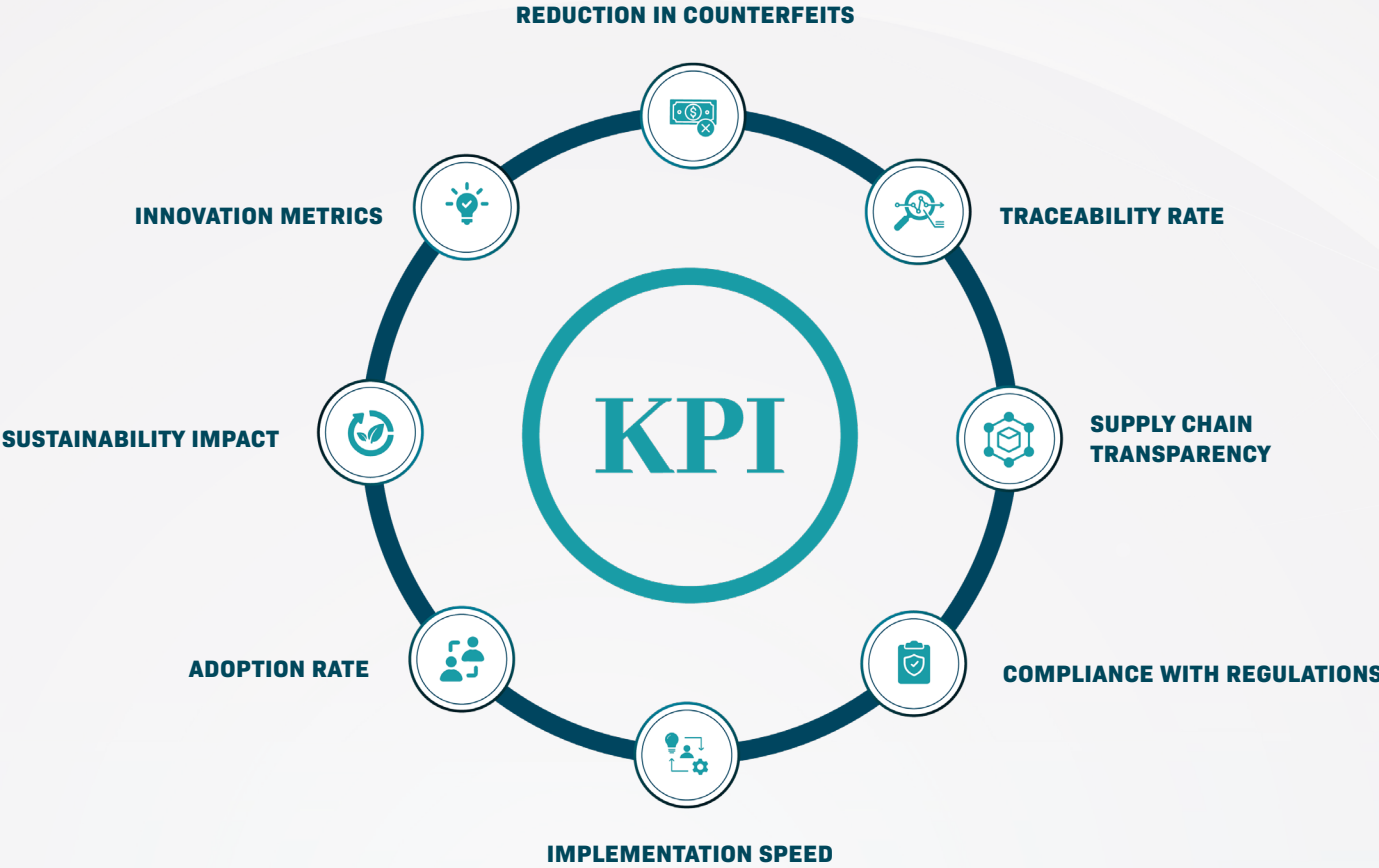 REDUCTION IN COUNTERFEITS
INNOVATION METRICS
TRACEABILITY RATE
KPI
SUSTAINABILITY IMPACT
SUPPLY CHAIN
TRANSPARENCY
ADOPTION RATE
COMPLIANCE WITH REGULATIONS
IMPLEMENTATION SPEED